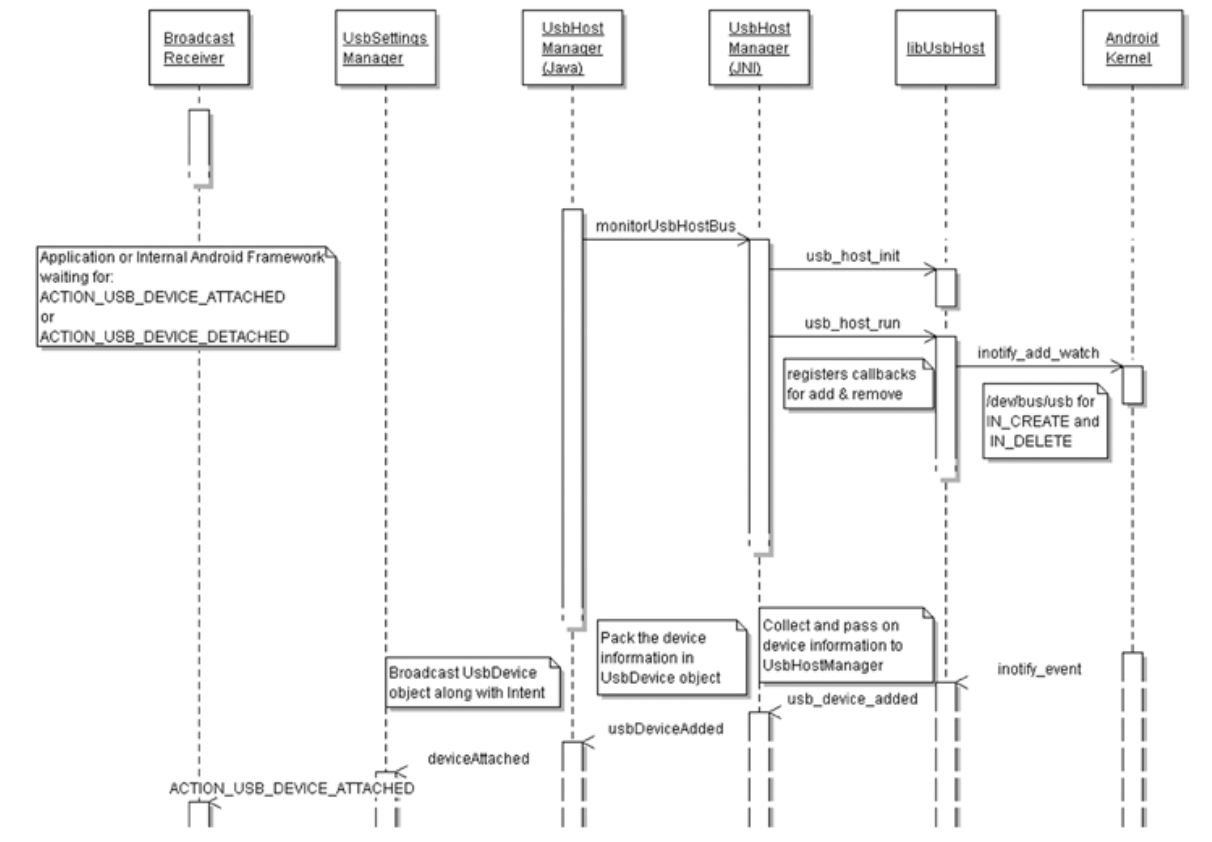 Broadcast
Receiver
UsbSettings
Manager
UsbHost
Manager
(Java)
UsbHost
Manager
(JNI)
libUsbHost
Android
Kernel
monitorUsbHostBus
usb_host_init
Application or Internal Android Framework
waiting for:
ACTION_USB_DEVICE_ATTACHED
or
ACTION_USB_DEVICE_DETACHED
usb_host_run
inotify_add_watch
registers callbacks
for add & remove
/dev/bus/usb for
IN_CREATE and
IN_DELETE
Collect and pass on
device information to
UsbHostManager
Pack the device
information in
UsbDevice object
Broadcast UsbDevice
object along with Intent
inotify_event
usb_device_added
usbDeviceAdded
deviceAttached
ACTION_USB_DEVICE_ATTACHED